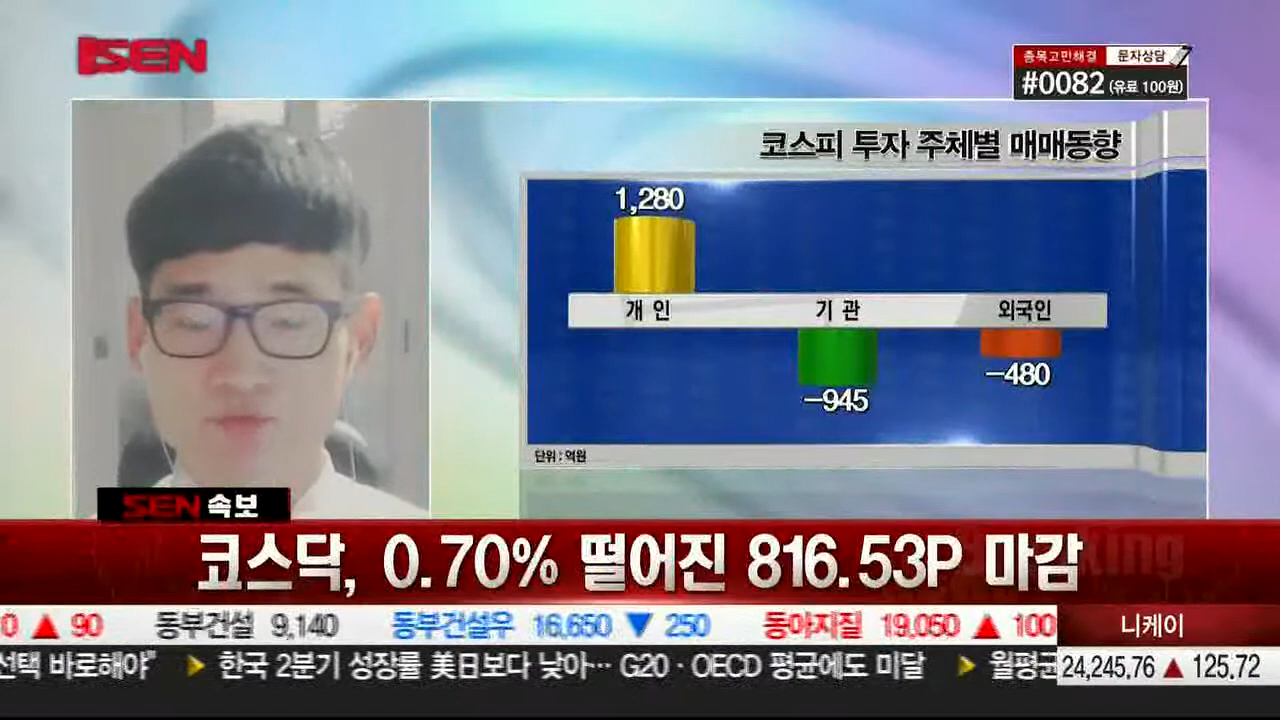 SEN
종목고민해결 문자상담
#0082 (유료 100원)
코스피 투자 주체별 매매동향
1,280
개 인 기 관 외국인
-945
-480
단위 : 억원
SEN 속보
코스닥, 0.70% 떨어진 816.53P 마감
0 ▲ 90 동부건설 9,140 동부건설우 16,650 ▼ 250 동아지질 19,050 ▲ 100
니케이
선택 바로해야" 한국 2분기 성장률 美日보다 낮아… G20 · OECD 평균에도 미달 월평균
24,245.76 ▲ 125.72